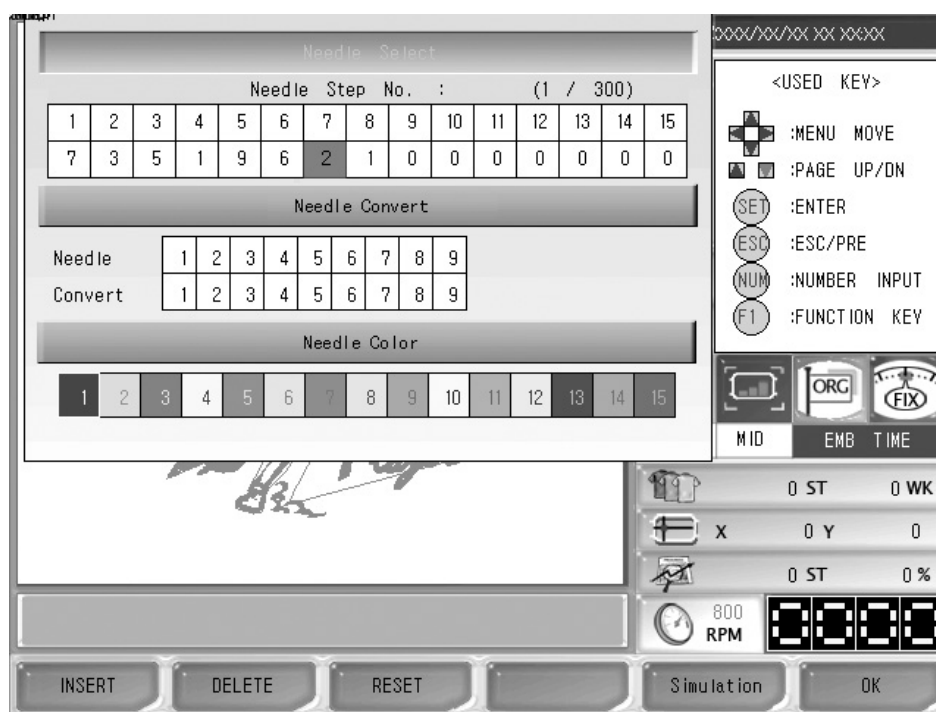 XXXX/XX/XX XX XX:XX
Needle Select
Needle Step No. : (1 / 300)
1 2 3 4 5 6 7 8 9 10 11 12 13 14 15
7 3 5 1 9 6 2 1 0 0 0 0 0 0 0
Needle Convert
Needle 1 2 3 4 5 6 7 8 9
Convert 1 2 3 4 5 6 7 8 9
Needle Color
1 2 3 4 5 6 7 8 9 10 11 12 13 14 15
<USED KEY>
:MENU MOVE
:PAGE UP/DN
SET :ENTER
ESC :ESC/PRE
NUM :NUMBER INPUT
F1 :FUNCTION KEY
ORG
FIX
MID EMB TIME
0 ST 0 WK
X 0 Y 0
0 ST 0 %
800
RPM
INSERT DELETE RESET Simulation OK